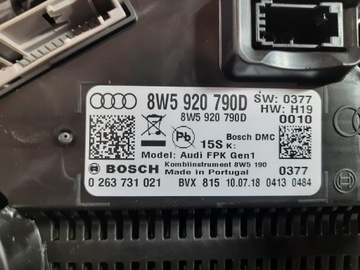 8W5 920 790D SW: 0377
8W5 920 790D HW: H19
0010
Pb
Bosch DMC
15S K:
Model: Audi FPK Gen1
BOSCH Kombiinstrument 8W5 190
Made in Portugal 0377
0 263 731 021 BVX 815 10.07.18 0413 0484